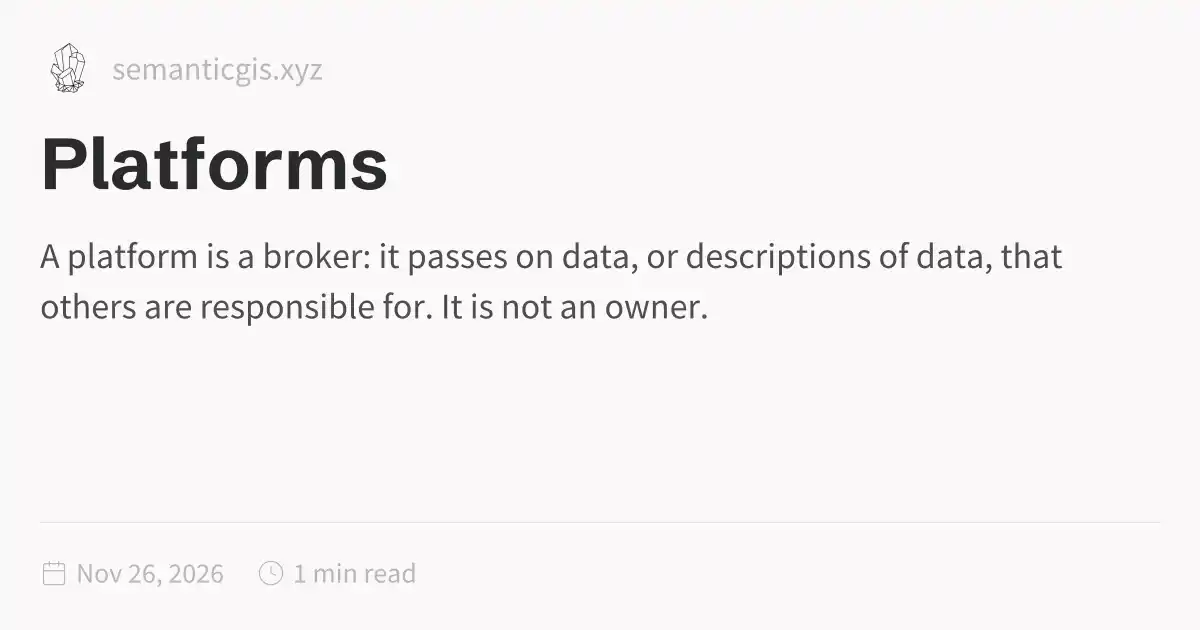 semanticgis.xyz
Platforms
A platform is a broker: it passes on data, or descriptions of data, that
others are responsible for. It is not an owner.
Nov 26, 2026
1 min read